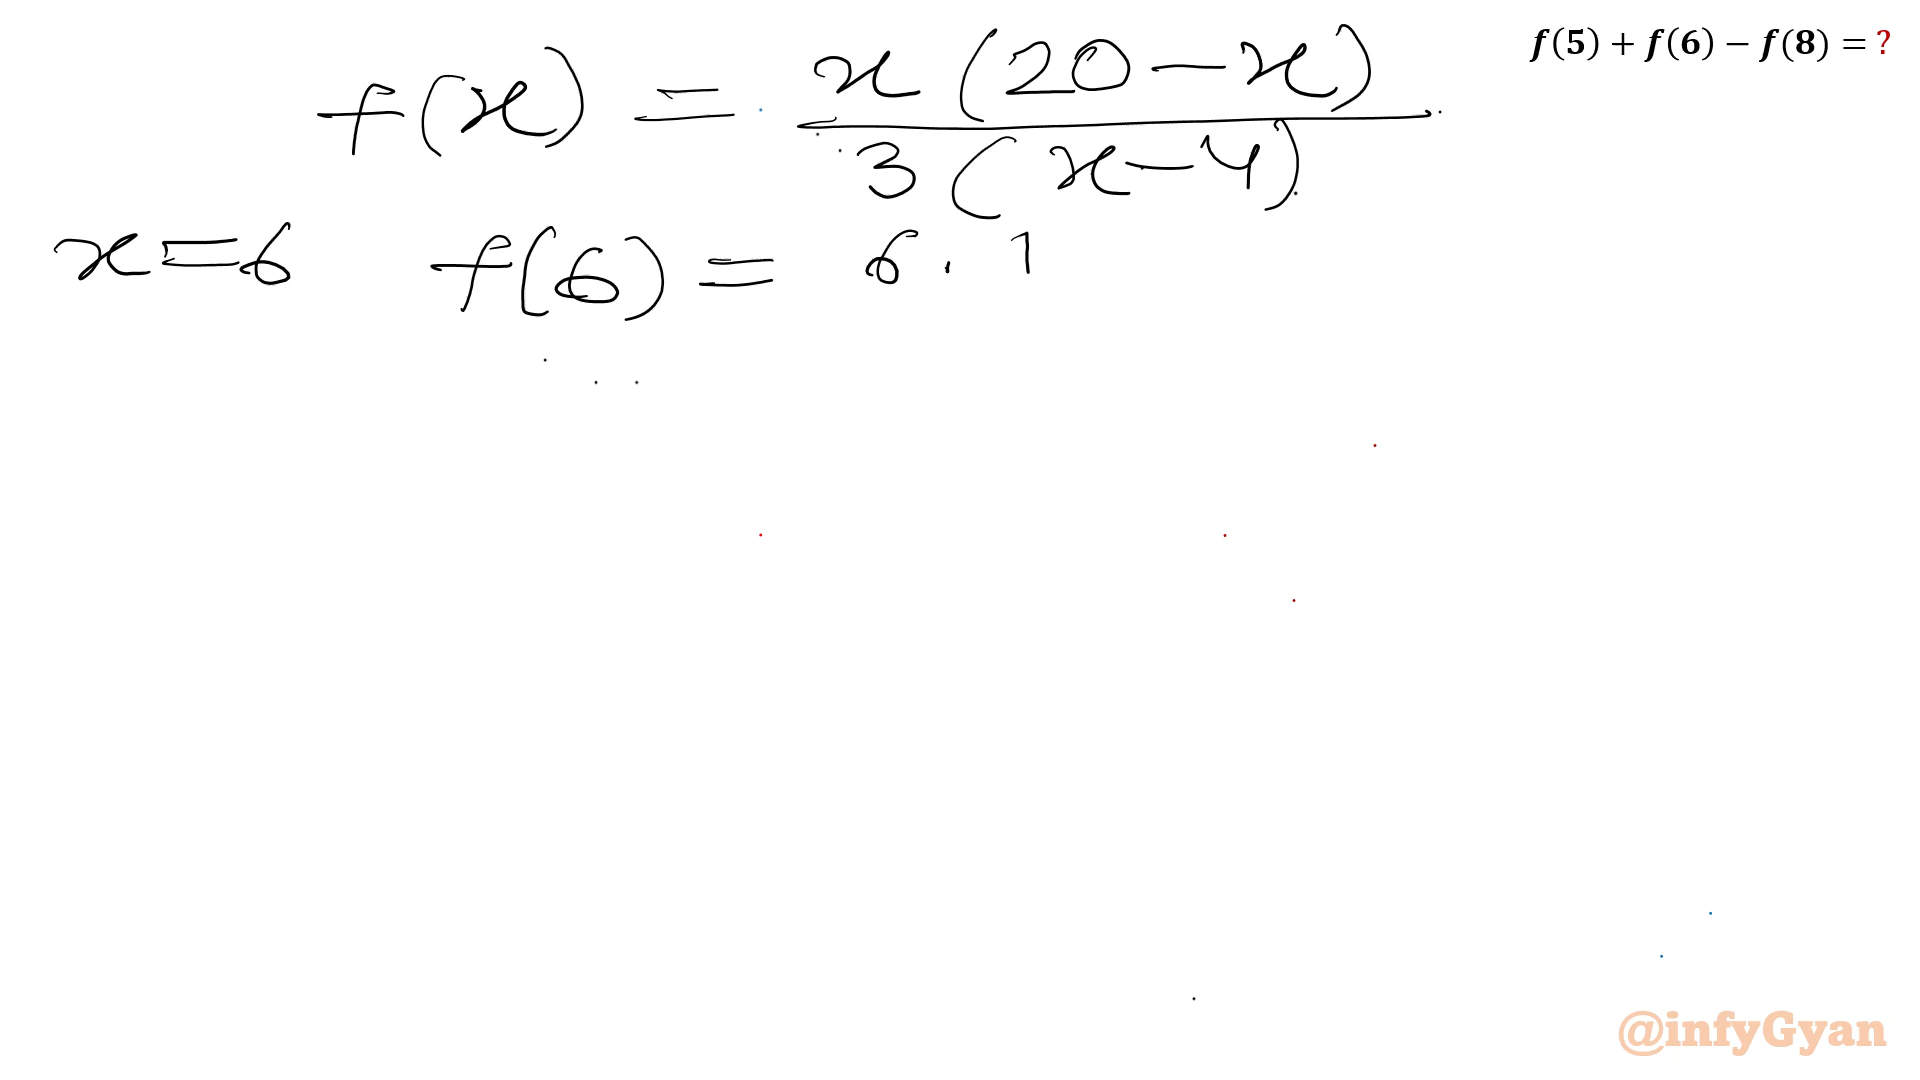 f(x) = x(20-x) / 3(x-4)
f(5) + f(6) − f(8) = ?
x=6 f(6) = 6.1
@infyGyan